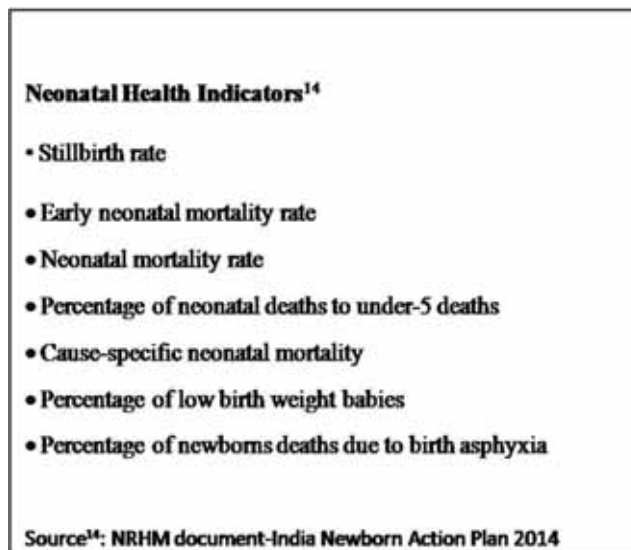 Neonatal Health Indicators¹⁴
• Stillbirth rate
• Early neonatal mortality rate
• Neonatal mortality rate
• Percentage of neonatal deaths to under-5 deaths
• Cause-specific neonatal mortality
• Percentage of low birth weight babies
• Percentage of newborns deaths due to birth asphyxia
Source¹⁴: NRHM document-India Newborn Action Plan 2014